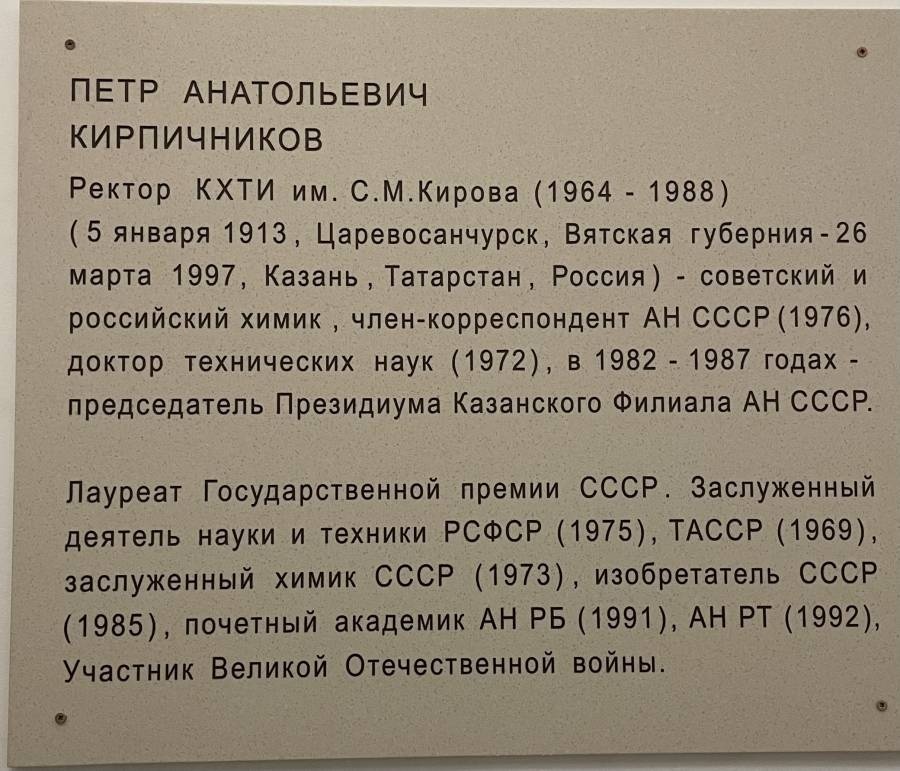 ПЕТР АНАТОЛЬЕВИЧ
КИРПИЧНИКОВ
Ректор КХТИ им. С.М.Кирова (1964 - 1988)
( 5 января 1913 , Царевосанчурск, Вятская губерния - 26
марта 1997, Казань , Татарстан , Россия ) - советский и
российский химик , член-корреспондент АН СССР (1976),
доктор технических наук (1972), в 1982 - 1987 годах -
председатель Президиума Казанского Филиала АН СССР.
Лауреат Государственной премии СССР. Заслуженный
деятель науки и техники РСФСР (1975), ТАССР (1969),
заслуженный химик СССР (1973), изобретатель СССР
(1985), почетный академик АН РБ (1991), АН РТ (1992),
Участник Великой Отечественной войны.